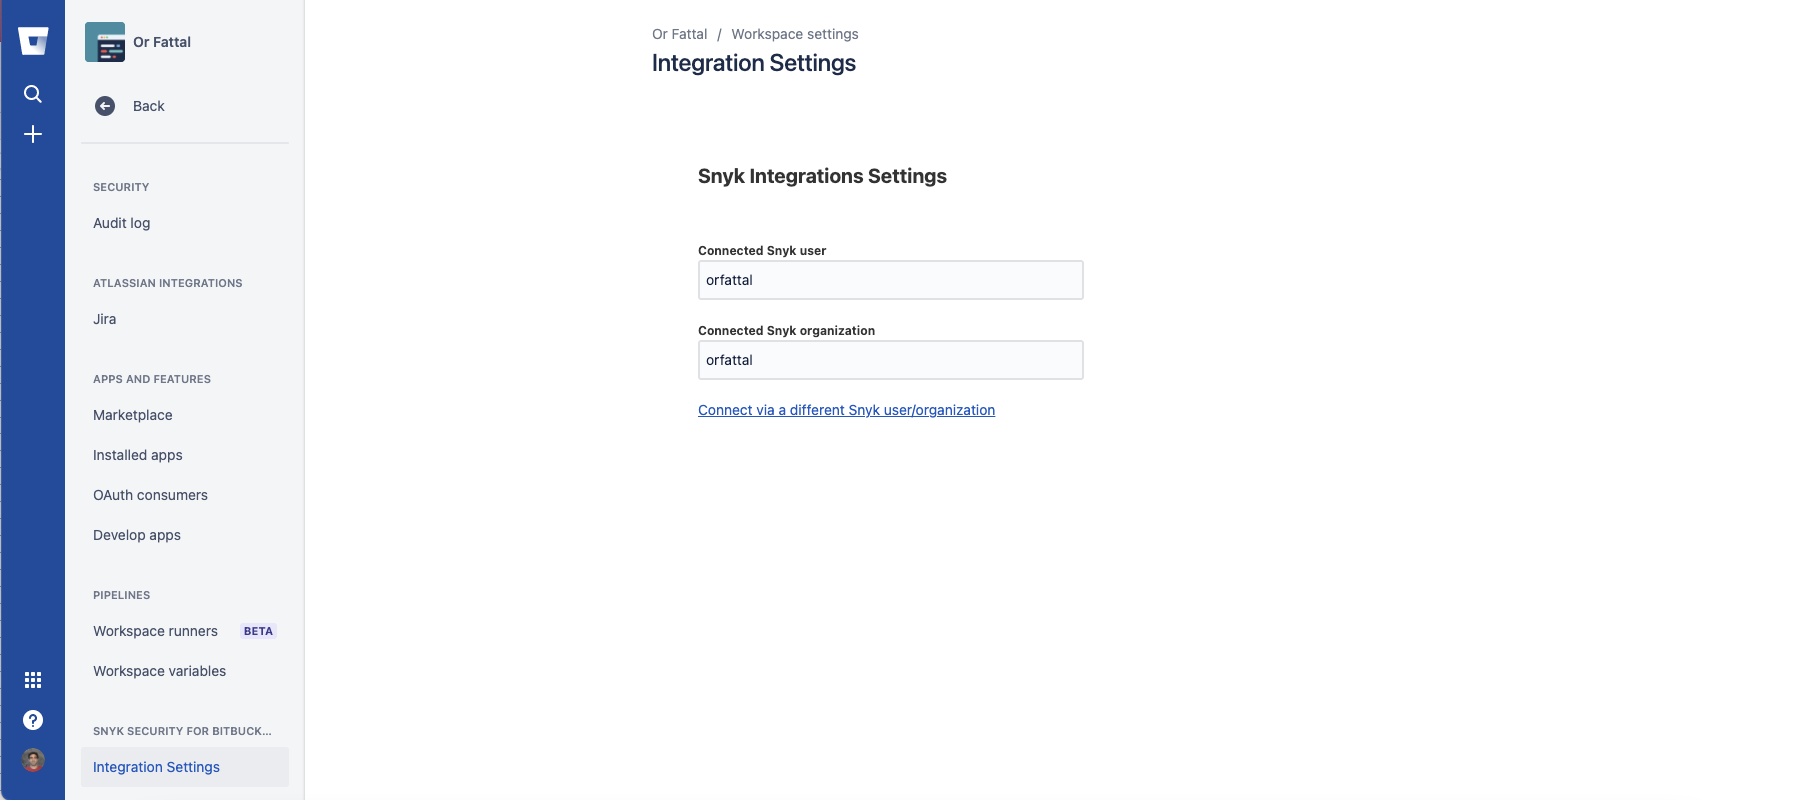 Or Fattal
Back
SECURITY
Audit log
ATLASSIAN INTEGRATIONS
Jira
APPS AND FEATURES
Marketplace
Installed apps
OAuth consumers
Develop apps
PIPELINES
Workspace runners BETA
Workspace variables
SNYK SECURITY FOR BITBUCK...
Integration Settings
Or Fattal / Workspace settings
Integration Settings
Snyk Integrations Settings
Connected Snyk user
orfattal
Connected Snyk organization
orfattal
Connect via a different Snyk user/organization